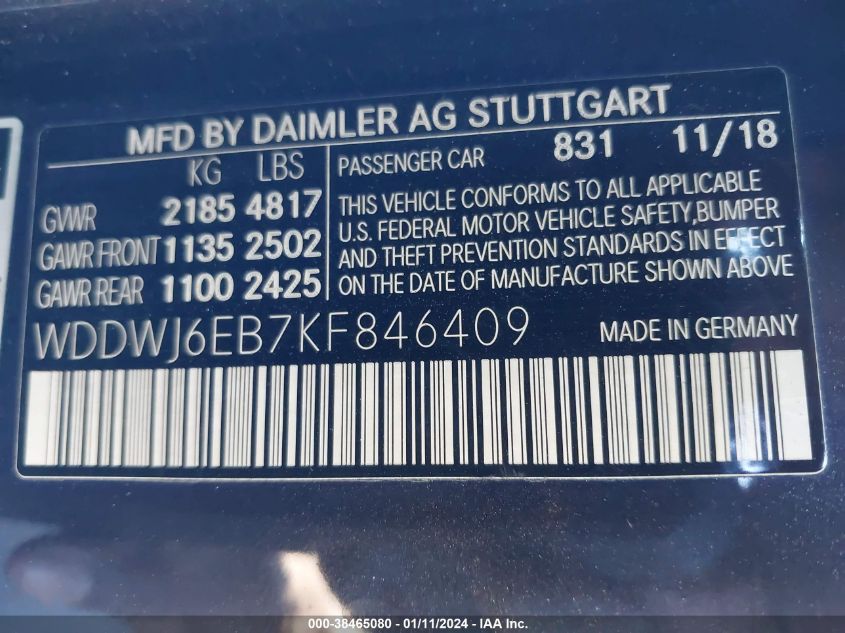 MFD BY DAIMLER AG STUTTGART
KG LBS
GVWR 2185 4817
GAWR FRONT 1135 2502
GAWR REAR 1100 2425
PASSENGER CAR 831 11/18
THIS VEHICLE CONFORMS TO ALL APPLICABLE
U.S. FEDERAL MOTOR VEHICLE SAFETY,BUMPER
AND THEFT PREVENTION STANDARDS IN EFFECT
ON THE DATE OF MANUFACTURE SHOWN ABOVE
WDDWJ6EB7KF846409 MADE IN GERMANY
000-38465080 - 01/11/2024 - IAA Inc.